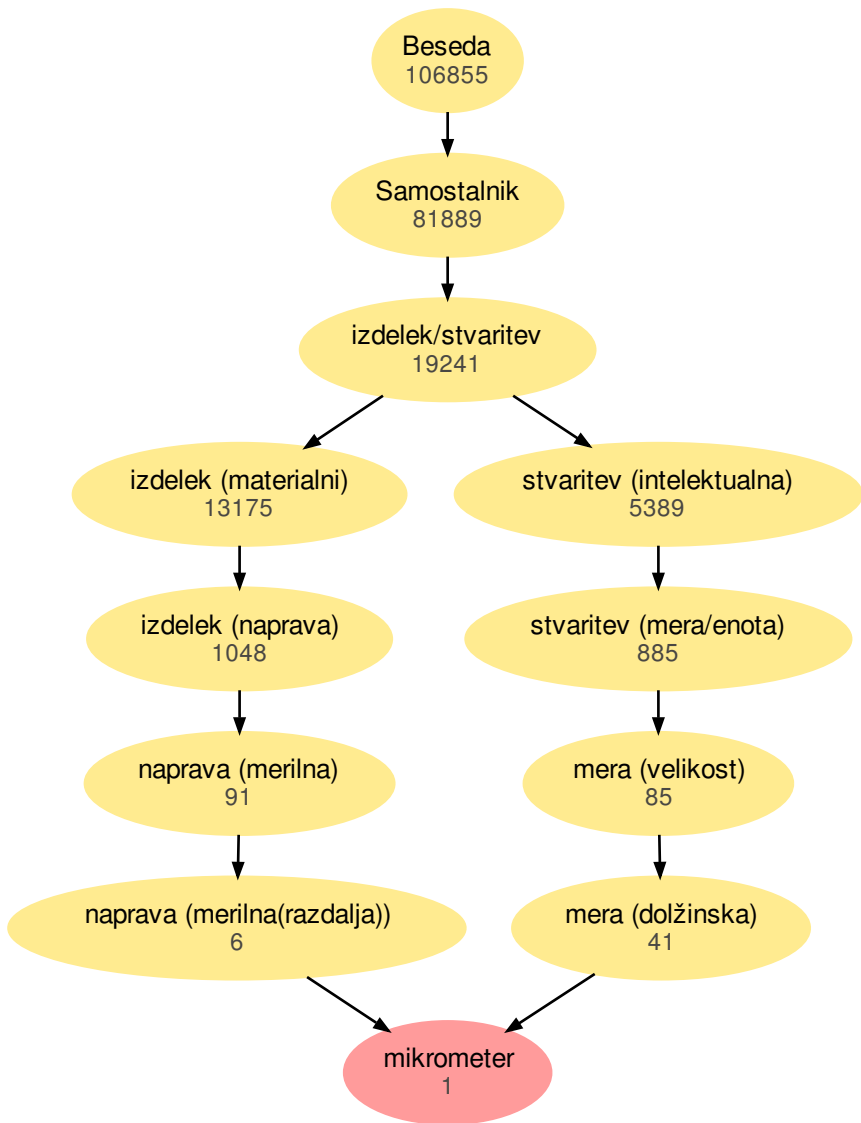 Beseda
106855
Samostalnik
81889
izdelek/stvaritev
19241
izdelek (materialni)
13175
stvaritev (intelektualna)
5389
izdelek (naprava)
1048
stvaritev (mera/enota)
885
naprava (merilna)
91
mera (velikost)
85
naprava (merilna(razdalja))
6
mera (dolžinska)
41
mikrometer
1